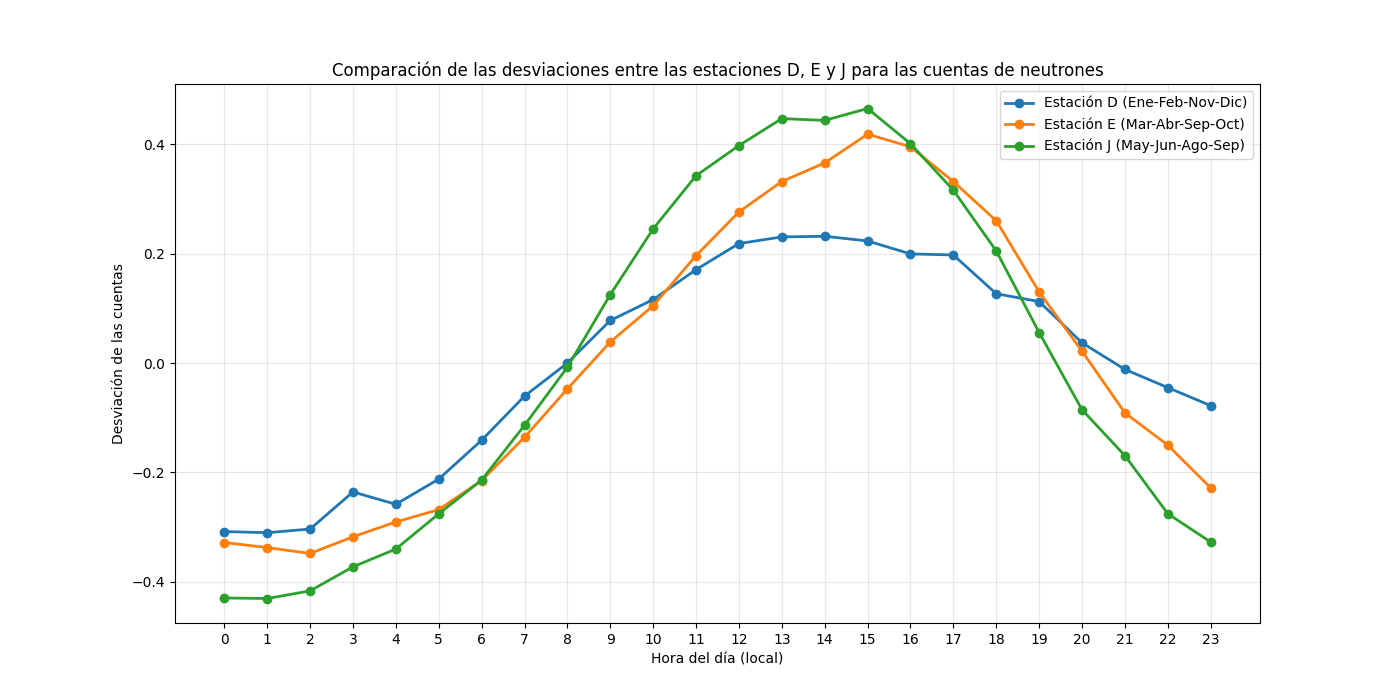 Comparación de las desviaciones entre las estaciones D, E y J para las cuentas de neutrones
Estación D (Ene-Feb-Nov-Dic)
Estación E (Mar-Abr-Sep-Oct)
Estación J (May-Jun-Ago-Sep)
Desviación de las cuentas
0.4
0.2
0.0
−0.2
−0.4
0 1 2 3 4 5 6 7 8 9 10 11 12 13 14 15 16 17 18 19 20 21 22 23
Hora del día (local)